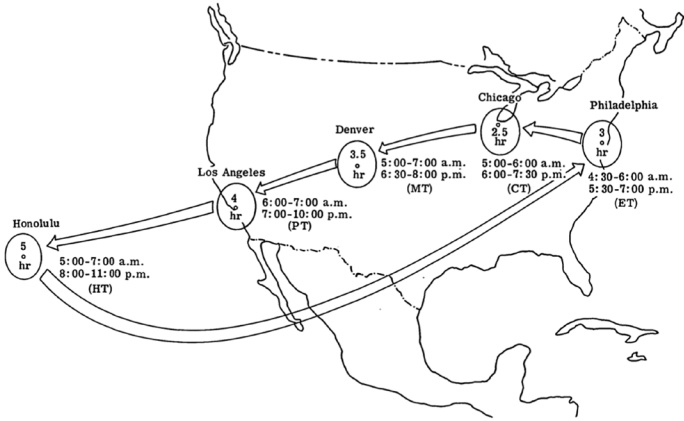 Chicago
2.5
hr
5:00-6:00 a.m.
6:00-7:30 p.m.
(CT)
Philadelphia
3
hr
4:30-6:00 a.m.
5:30-7:00 p.m.
(ET)
Denver
3.5
hr
5:00-7:00 a.m.
6:30-8:00 p.m.
(MT)
Los Angeles
4
hr
6:00-7:00 a.m.
7:00-10:00 p.m.
(PT)
Honolulu
5
hr
5:00-7:00 a.m.
8:00-11:00 p.m.
(HT)